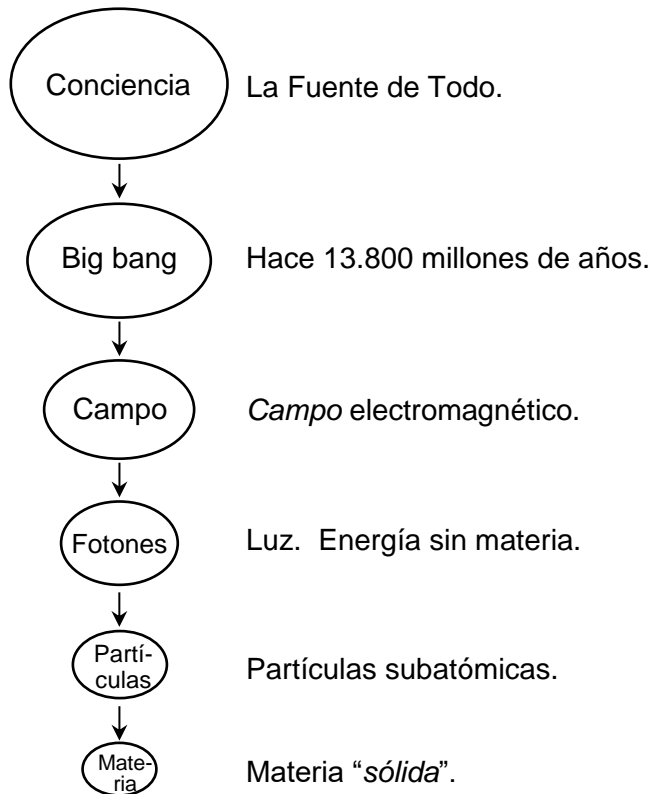 Conciencia La Fuente de Todo.
Big bang Hace 13.800 millones de años.
Campo Campo electromagnético.
Fotones Luz. Energía sin materia.
Partí-
culas Partículas subatómicas.
Mate-
ria Materia “sólida”.